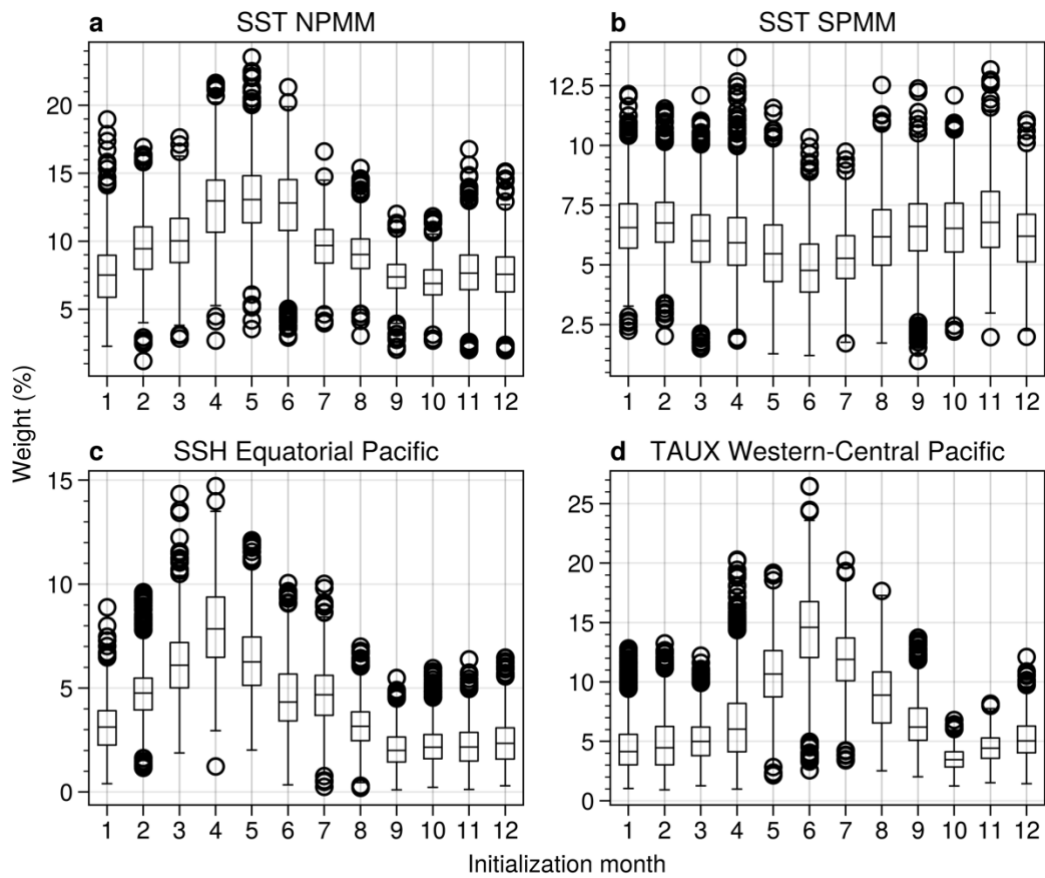 a SST NPMM
b SST SPMM
20
15
10
5
12.5
10
7.5
5
2.5
1 2 3 4 5 6 7 8 9 10 11 12
1 2 3 4 5 6 7 8 9 10 11 12
Weight (%)
c SSH Equatorial Pacific
d TAUX Western-Central Pacific
15
10
5
0
25
20
15
10
5
0
1 2 3 4 5 6 7 8 9 10 11 12
1 2 3 4 5 6 7 8 9 10 11 12
Initialization month